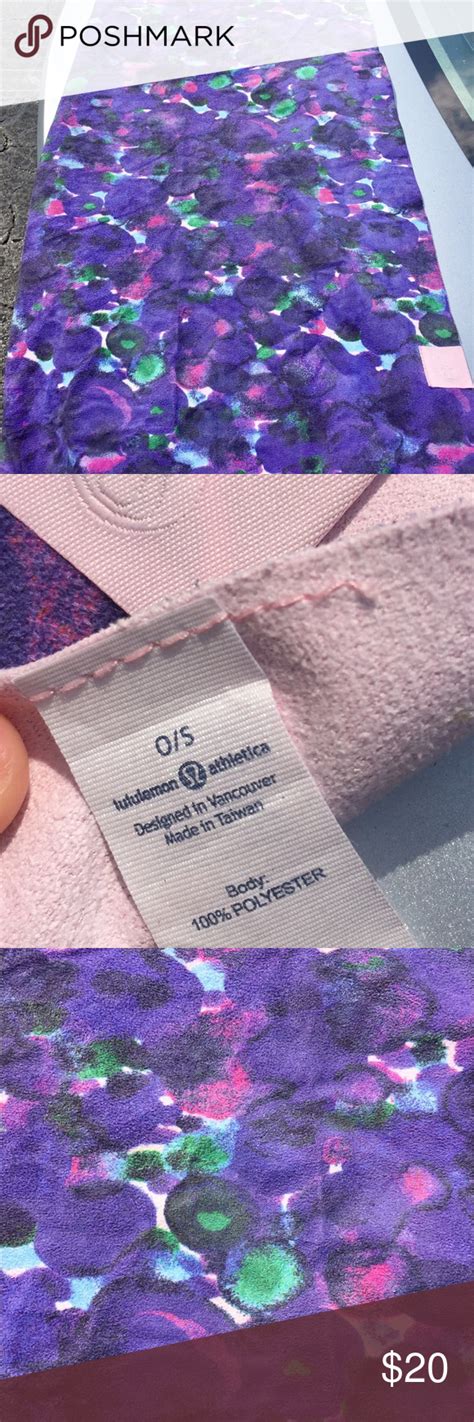 POSHMARK
O/S
lululemon athletica
Designed in Vancouver
Made in Taiwan
Body:
100% POLYESTER
$20